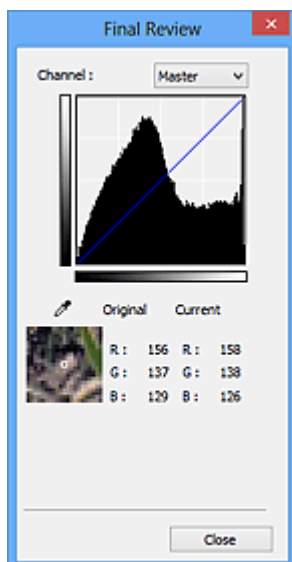 Final Review
Channel : Master
Original Current
R : 156 R : 158
G : 137 G : 138
B : 129 B : 126
Close